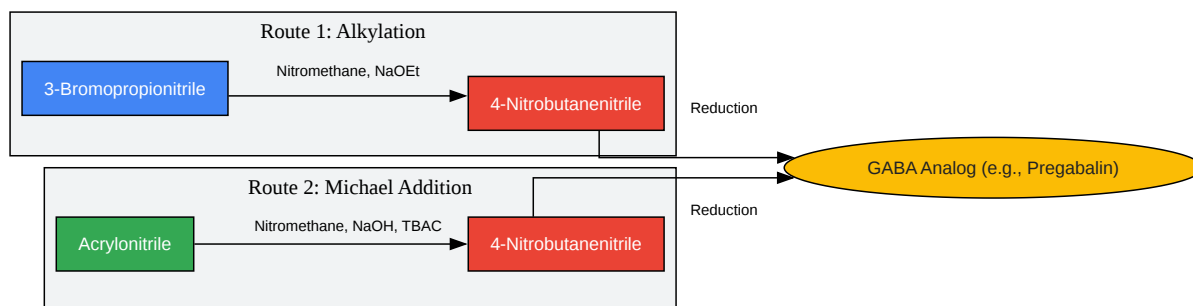 Route 1: Alkylation
3-Bromopropionitrile
Nitromethane, NaOEt
4-Nitrobutanenitrile
Reduction
GABA Analog (e.g., Pregabalin)
Route 2: Michael Addition
Acrylonitrile
Nitromethane, NaOH, TBAC
4-Nitrobutanenitrile
Reduction